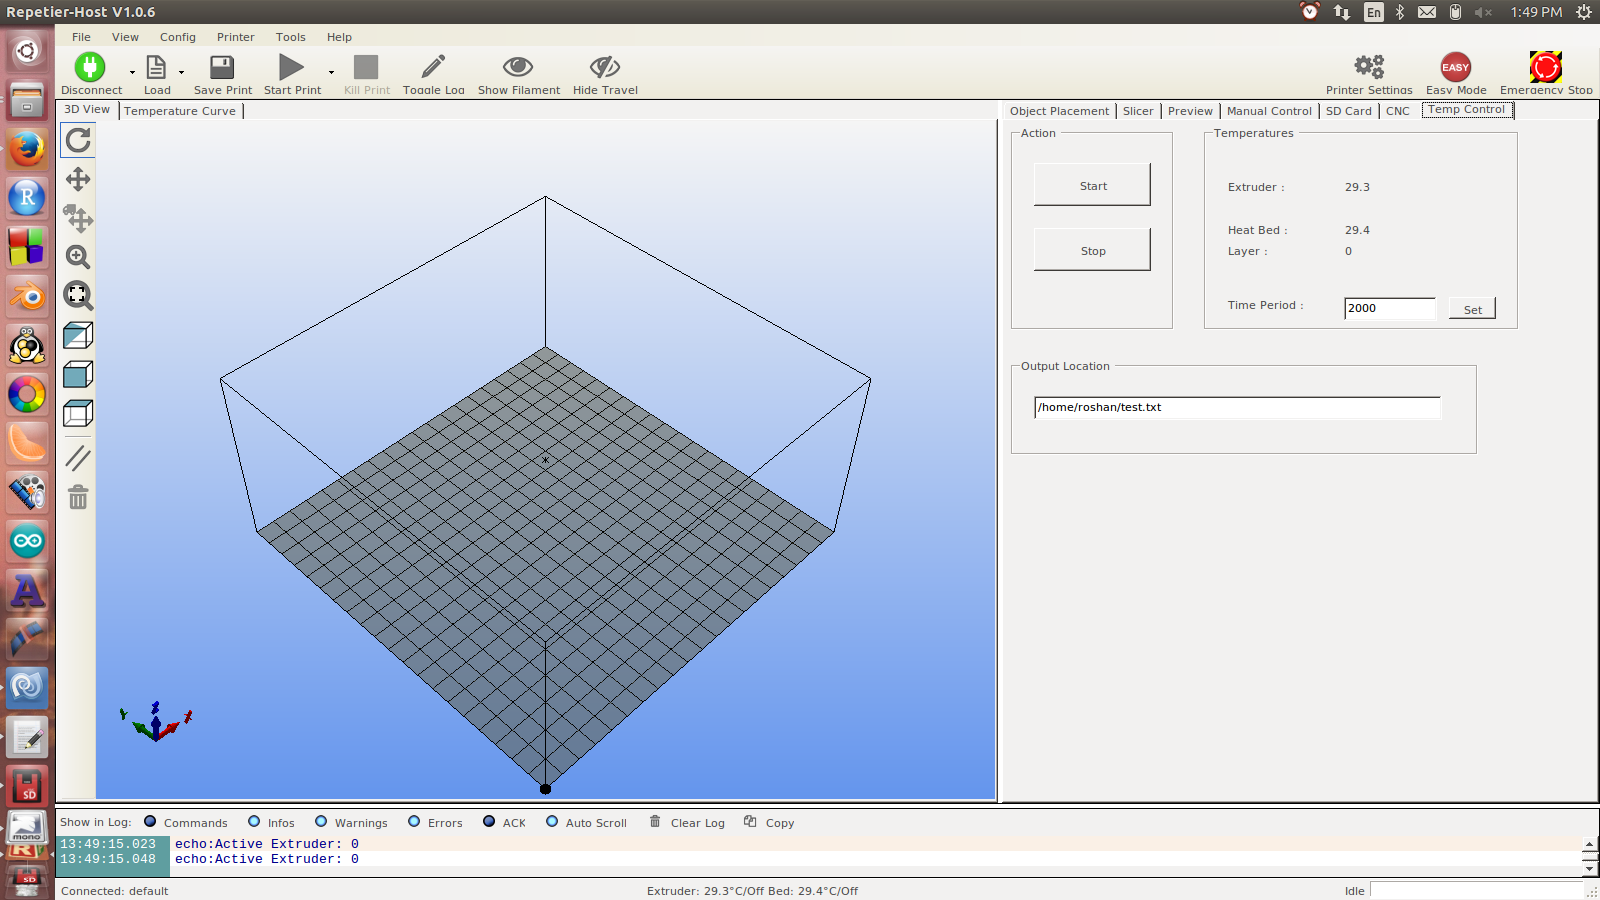 Repetier-Host V1.0.6
En
1:49 PM
File View Config Printer Tools Help
Disconnect Load Save Print Start Print Kill Print Toggle Log Show Filament Hide Travel Printer Settings EASY Easy Mode Emergency Stop
3D View Temperature Curve
Object Placement Slicer Preview Manual Control SD Card CNC Temp Control
Action
Start
Stop
Temperatures
Extruder : 29.3
Heat Bed : 29.4
Layer : 0
Time Period : 2000 Set
Output Location
/home/roshan/test.txt
R
A
SD
mono
SD
Y Z X
Show in Log: Commands Infos Warnings Errors ACK Auto Scroll Clear Log Copy
13:49:15.023 echo:Active Extruder: 0
13:49:15.048 echo:Active Extruder: 0
Connected: default
Extruder: 29.3°C/Off Bed: 29.4°C/Off
Idle